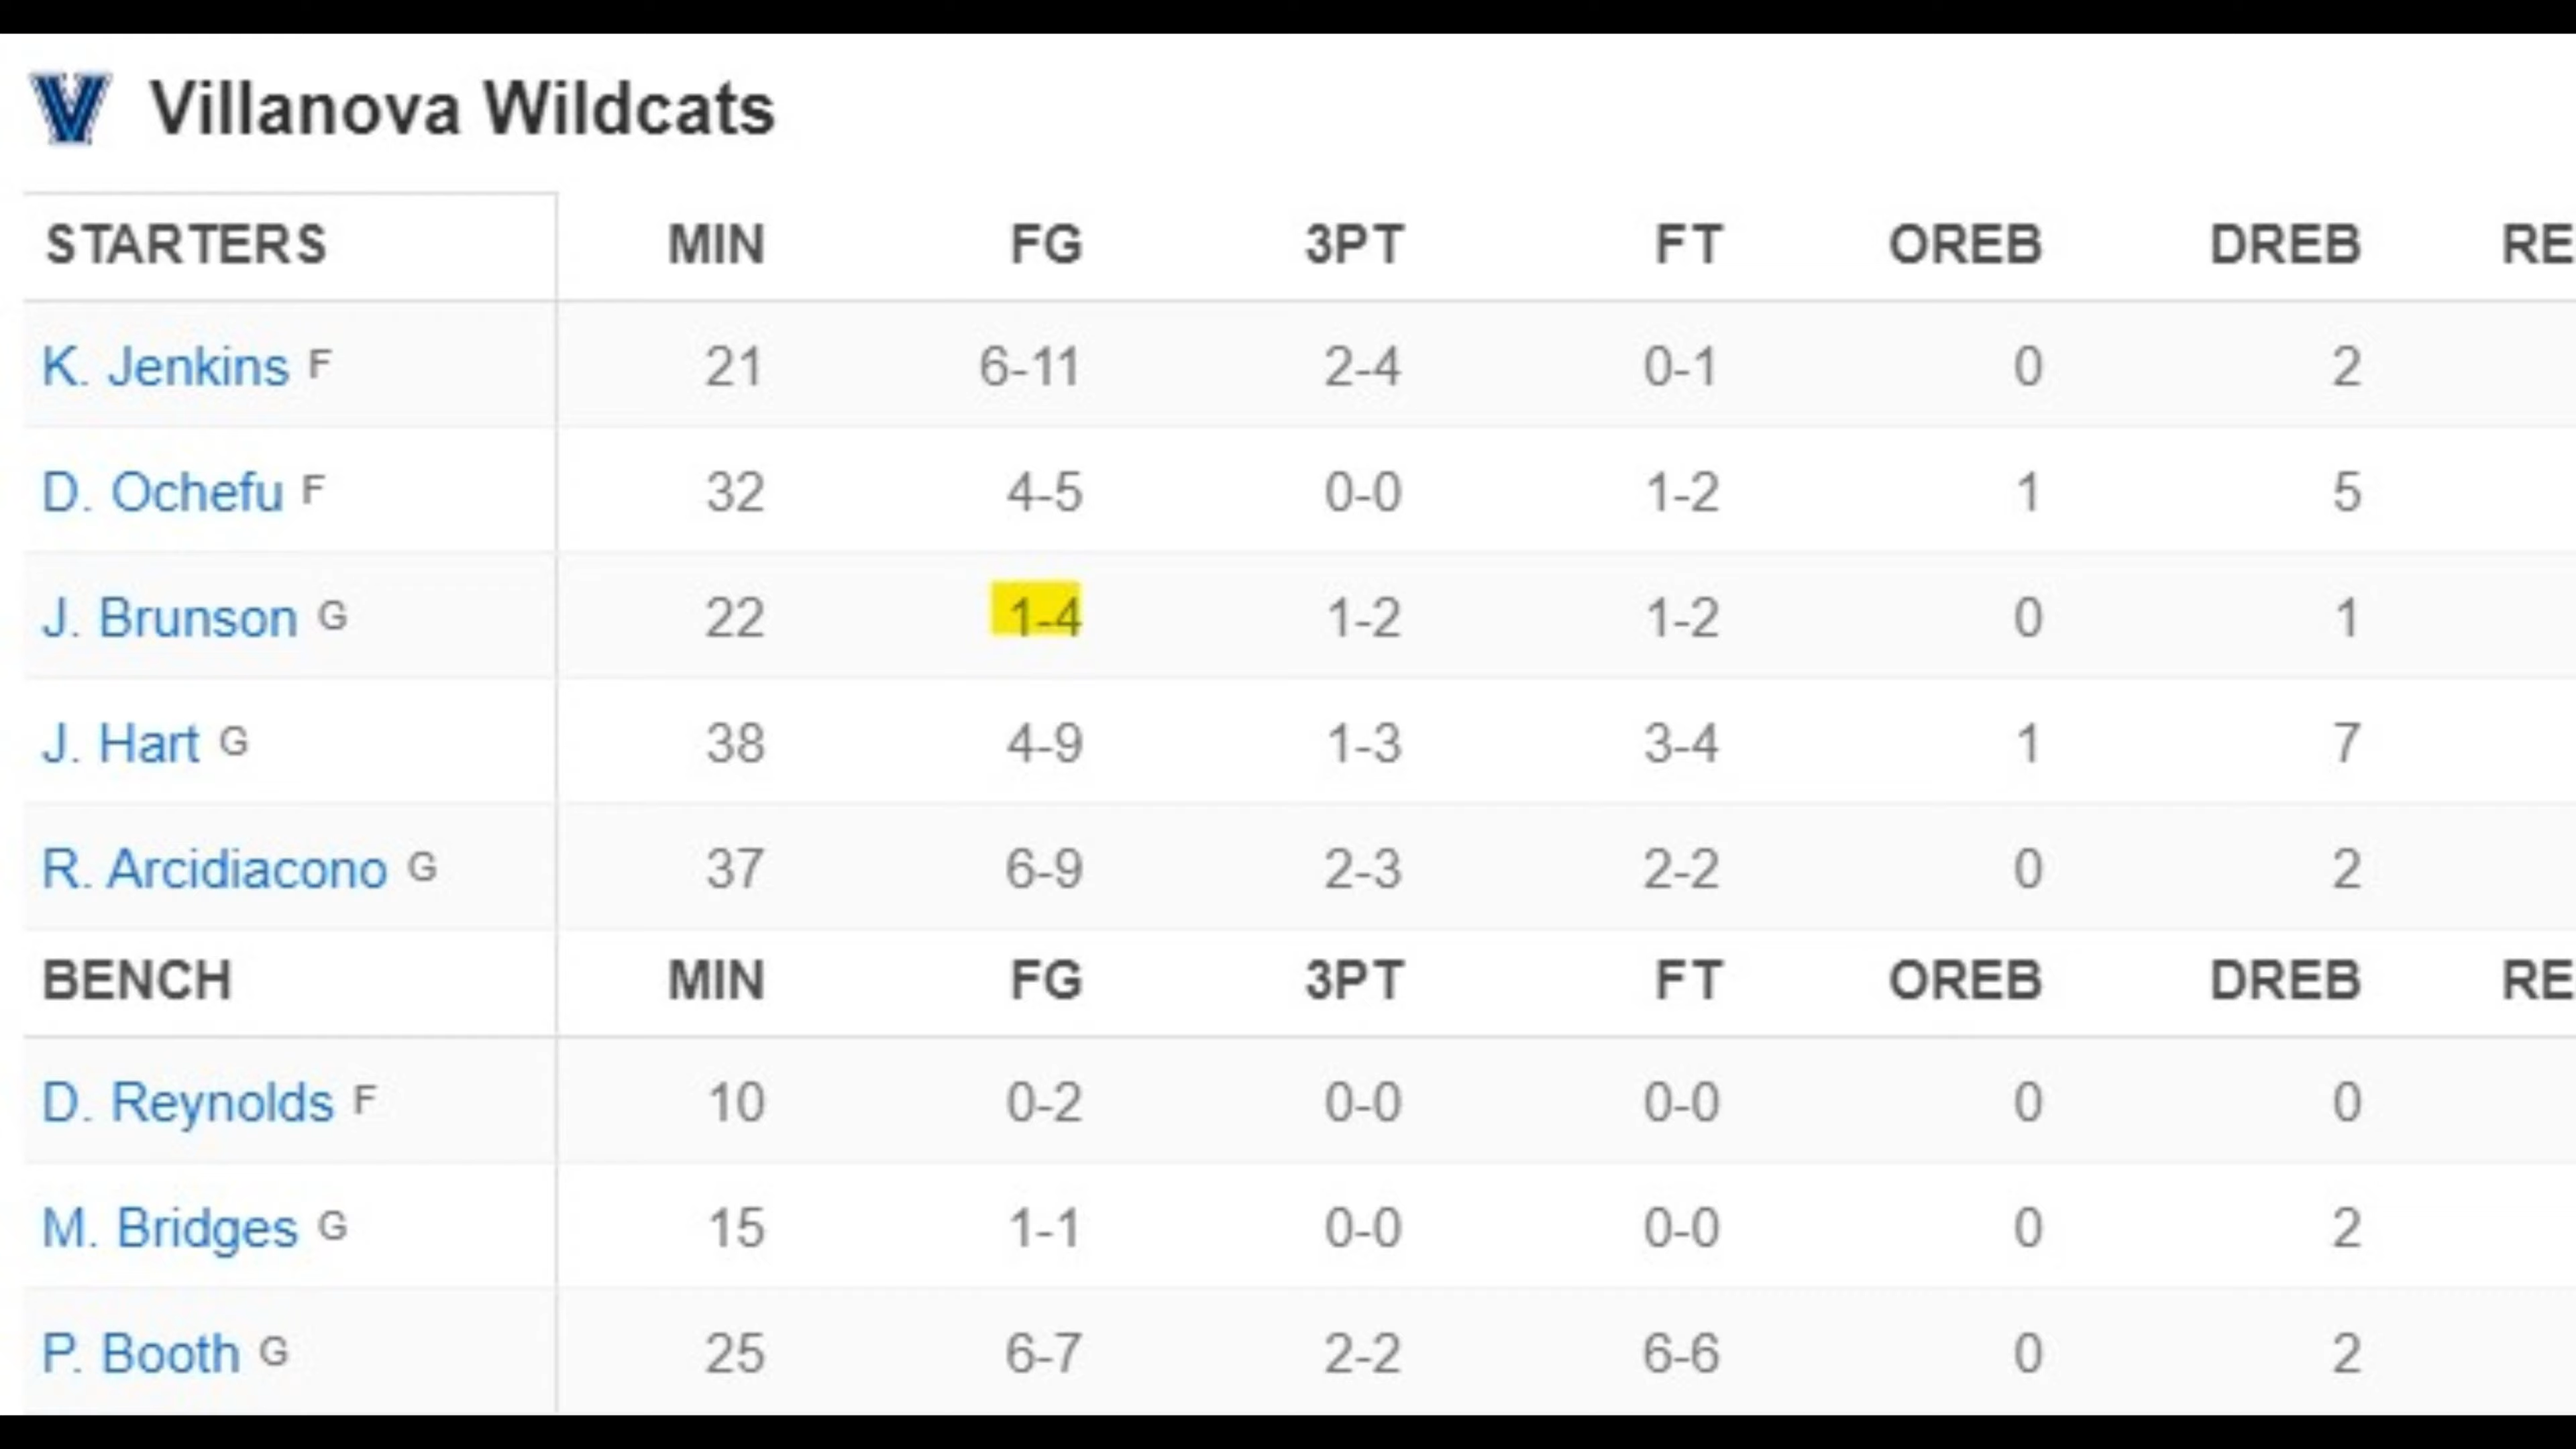 V Villanova Wildcats
STARTERS MIN FG 3PT FT OREB DREB RE
K. Jenkins F 21 6-11 2-4 0-1 0 2
D. Ochefu F 32 4-5 0-0 1-2 1 5
J. Brunson G 22 1-4 1-2 1-2 0 1
J. Hart G 38 4-9 1-3 3-4 1 7
R. Arcidiacono G 37 6-9 2-3 2-2 0 2
BENCH MIN FG 3PT FT OREB DREB RE
D. Reynolds F 10 0-2 0-0 0-0 0 0
M. Bridges G 15 1-1 0-0 0-0 0 2
P. Booth G 25 6-7 2-2 6-6 0 2